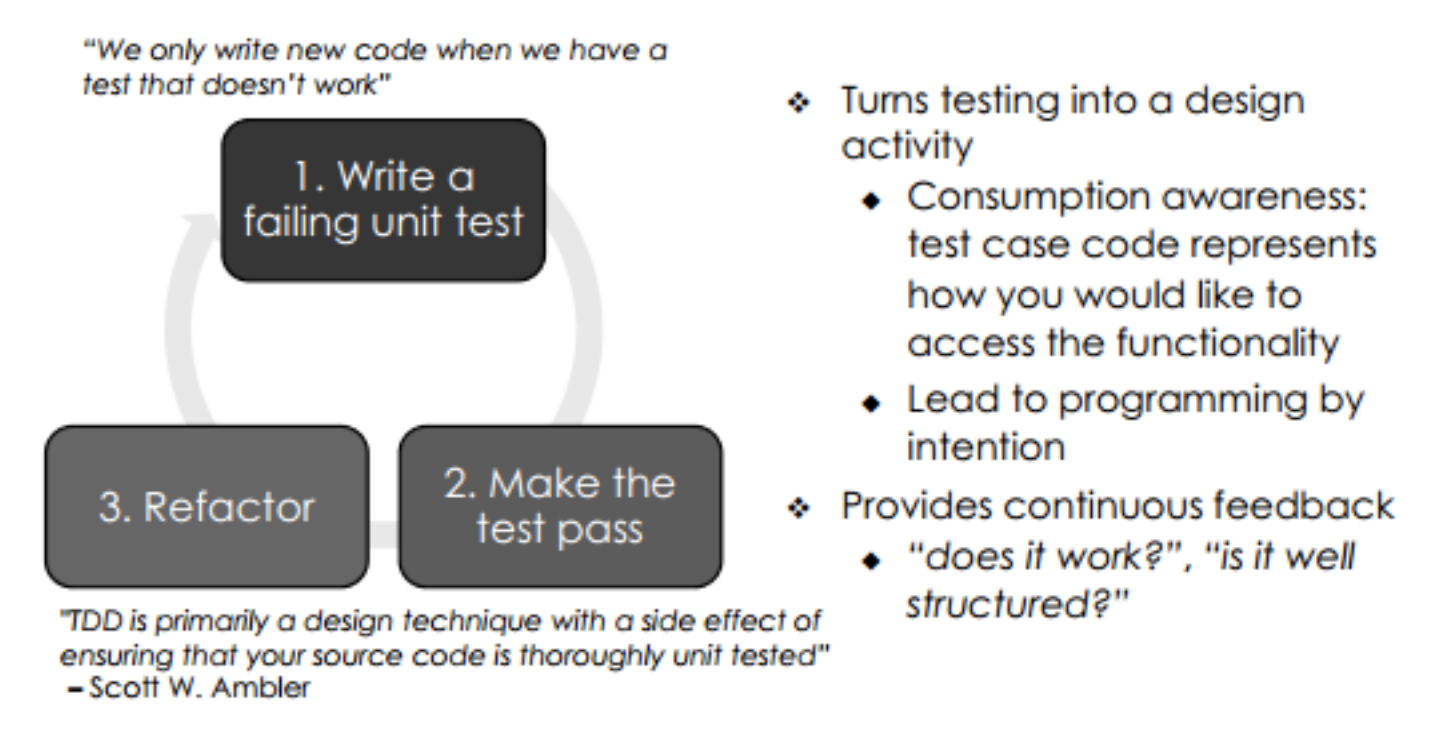 “We only write new code when we have a
test that doesn’t work”
1. Write a
failing unit test
3. Refactor
2. Make the
test pass
"TDD is primarily a design technique with a side effect of
ensuring that your source code is thoroughly unit tested"
– Scott W. Ambler
❖ Turns testing into a design
activity
◆ Consumption awareness:
test case code represents
how you would like to
access the functionality
◆ Lead to programming by
intention
❖ Provides continuous feedback
◆ “does it work?”, “is it well
structured?”